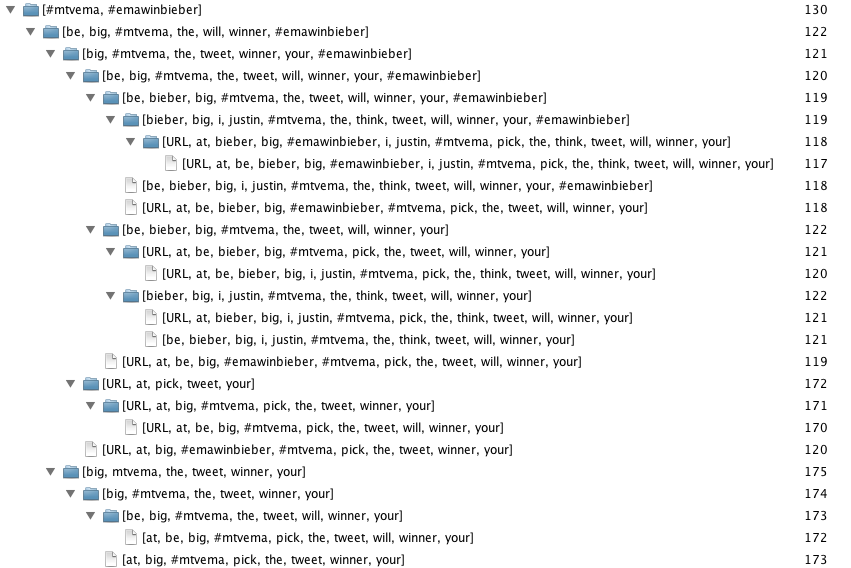 [#mtvema, #emawinbieber] 130
[be, big, #mtvema, the, will, winner, #emawinbieber] 122
[big, #mtvema, the, tweet, winner, your, #emawinbieber] 121
[be, big, #mtvema, the, tweet, will, winner, your, #emawinbieber] 120
[be, bieber, big, #mtvema, the, tweet, will, winner, your, #emawinbieber] 119
[bieber, big, i, justin, #mtvema, the, think, tweet, will, winner, your, #emawinbieber] 119
[URL, at, bieber, big, #emawinbieber, i, justin, #mtvema, pick, the, think, tweet, will, winner, your] 118
[URL, at, be, bieber, big, #emawinbieber, i, justin, #mtvema, pick, the, think, tweet, will, winner, your] 117
[be, bieber, big, i, justin, #mtvema, the, think, tweet, will, winner, your, #emawinbieber] 118
[URL, at, be, bieber, big, #emawinbieber, #mtvema, pick, the, tweet, will, winner, your] 118
[be, bieber, big, #mtvema, the, tweet, will, winner, your] 122
[URL, at, be, bieber, big, #mtvema, pick, the, tweet, will, winner, your] 121
[URL, at, be, bieber, big, i, justin, #mtvema, pick, the, think, tweet, will, winner, your] 120
[bieber, big, i, justin, #mtvema, the, think, tweet, will, winner, your] 122
[URL, at, bieber, big, i, justin, #mtvema, pick, the, think, tweet, will, winner, your] 121
[be, bieber, big, i, justin, #mtvema, the, think, tweet, will, winner, your] 121
[URL, at, be, big, #emawinbieber, #mtvema, pick, the, tweet, will, winner, your] 119
[URL, at, pick, tweet, your] 172
[URL, at, big, #mtvema, pick, the, tweet, winner, your] 171
[URL, at, be, big, #mtvema, pick, the, tweet, will, winner, your] 170
[URL, at, big, #emawinbieber, #mtvema, pick, the, tweet, winner, your] 120
[big, mtvema, the, tweet, winner, your] 175
[big, #mtvema, the, tweet, winner, your] 174
[be, big, #mtvema, the, tweet, will, winner, your] 173
[at, be, big, #mtvema, pick, the, tweet, will, winner, your] 172
[at, big, #mtvema, pick, the, tweet, winner, your] 173